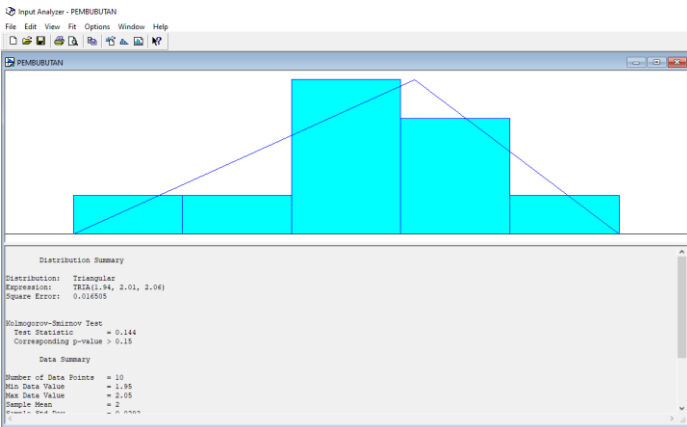 Input Analyzer - PEMBUBUTAN
File Edit View Fit Options Window Help
PEMBUBUTAN
Distribution Summary
Distribution: Triangular
Expression: TRIA(1.94, 2.01, 2.06)
Square Error: 0.016505
Kolmogorov-Smirnov Test
Test Statistic = 0.144
Corresponding p-value > 0.15
Data Summary
Number of Data Points = 10
Min Data Value = 1.95
Max Data Value = 2.05
Sample Mean = 2
Sample Std Dev =